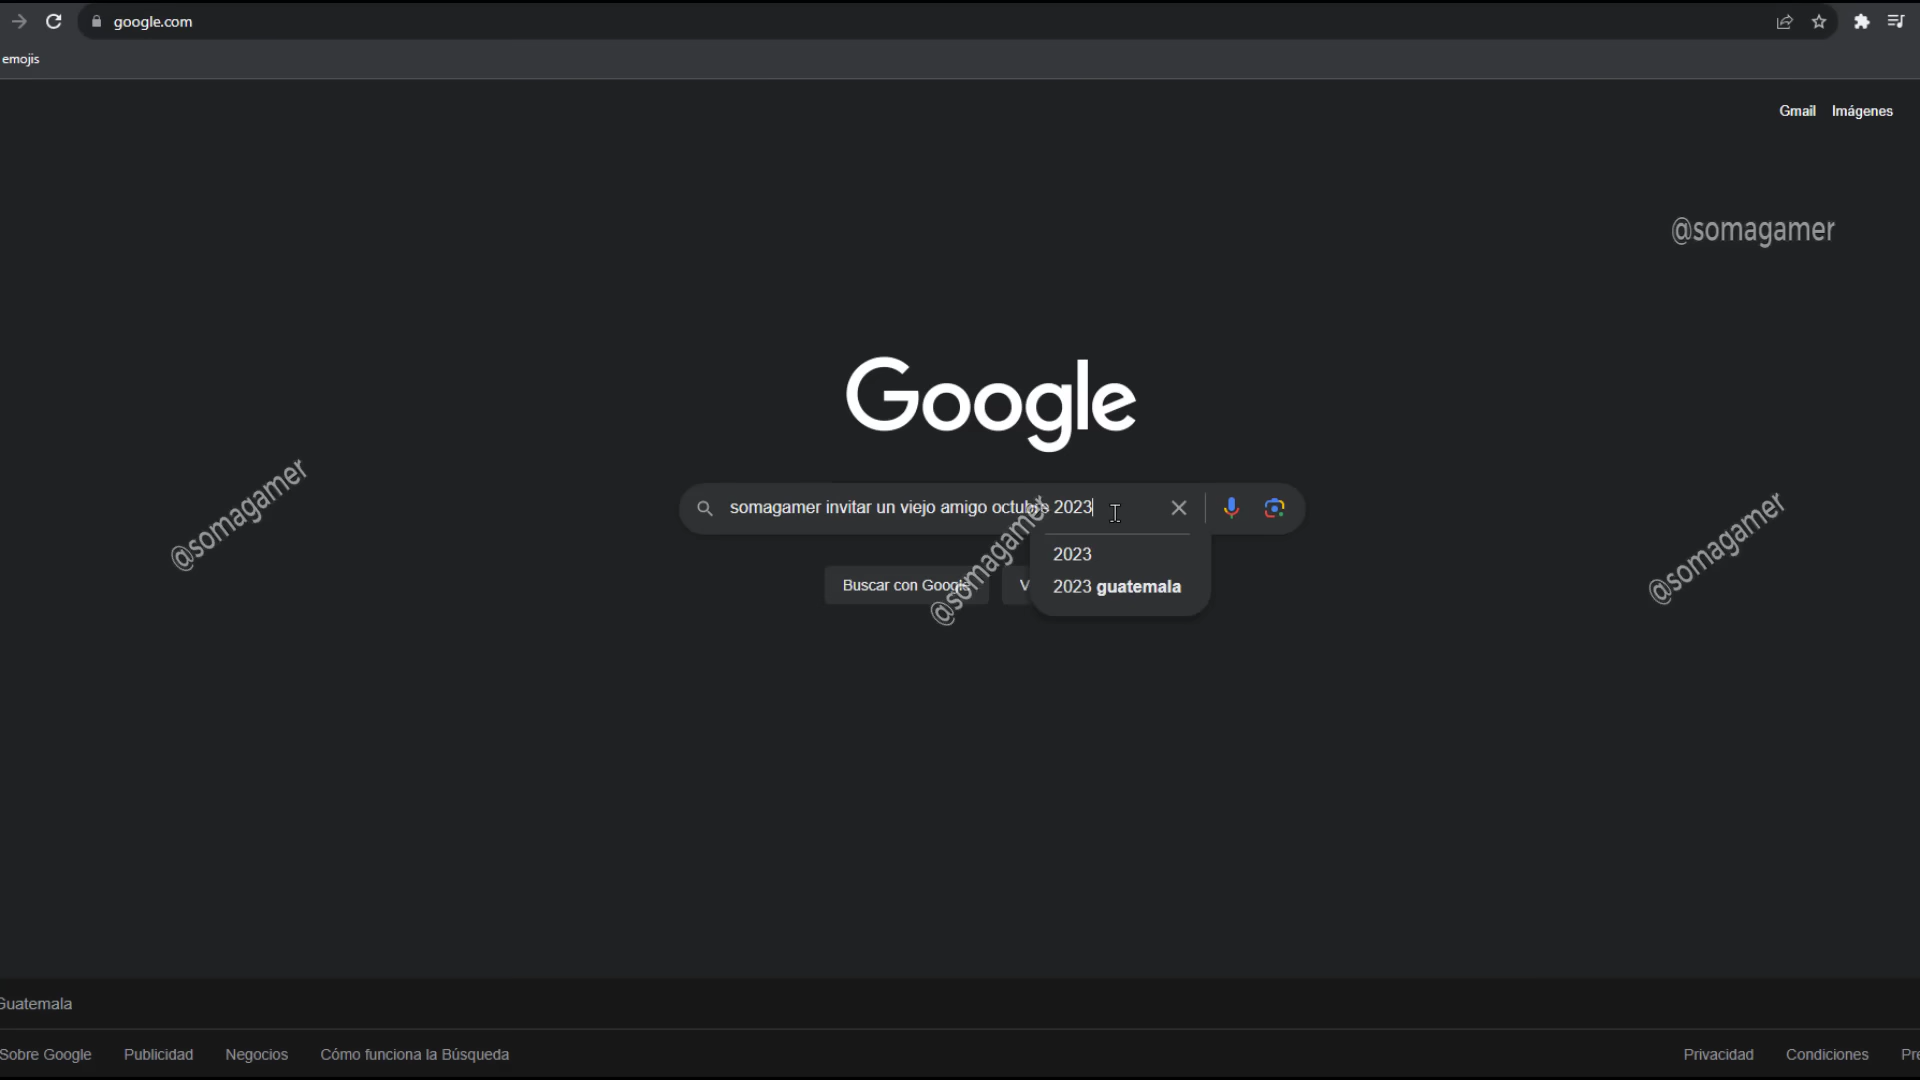 google.com
emojis
Gmail Imágenes
@somagamer
Google
@somagamer
somagamer invitar un viejo amigo octubre 2023
@somagamer
@somagamer
2023
Buscar con Google
2023 guatemala
Guatemala
Sobre Google Publicidad Negocios Cómo funciona la Búsqueda
Privacidad Condiciones